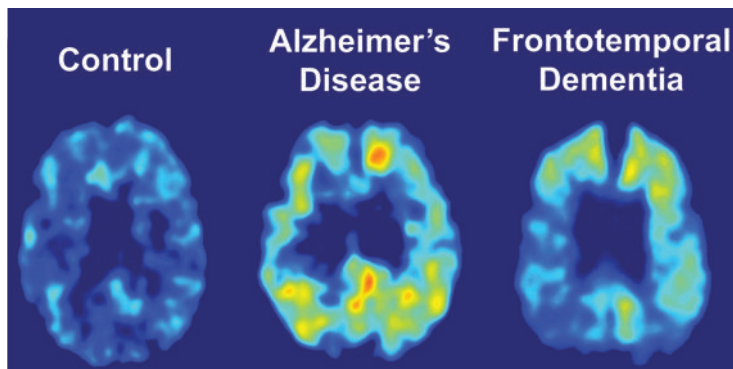 Control
Alzheimer's
Disease
Frontotemporal
Dementia